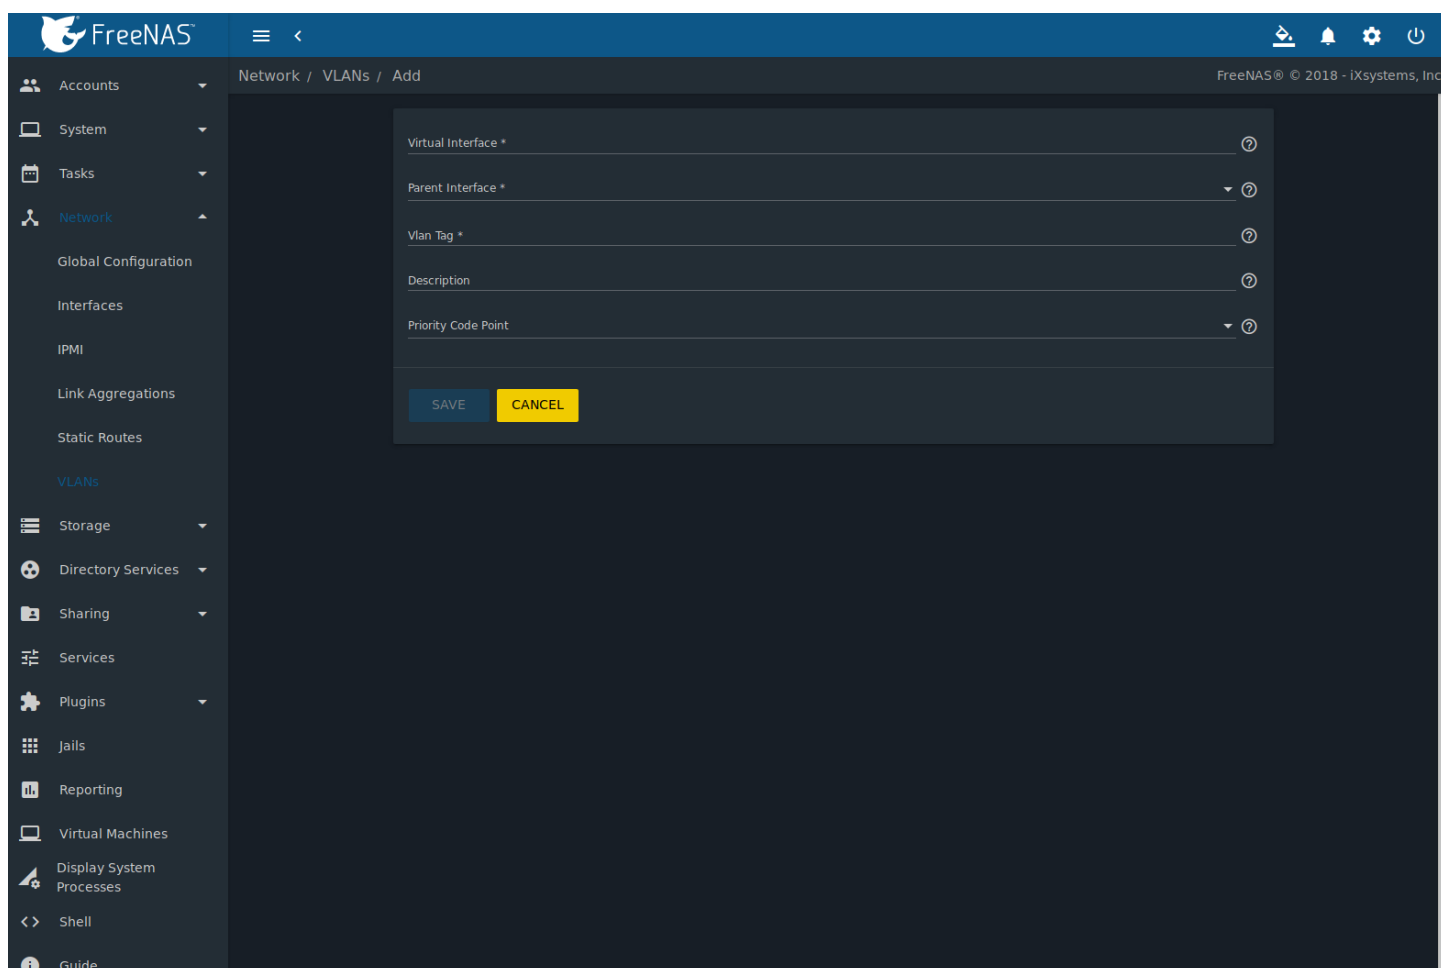 FreeNAS™
Network / VLANs / Add
FreeNAS® © 2018 - iXsystems, Inc
Accounts
System
Tasks
Network
Global Configuration
Interfaces
IPMI
Link Aggregations
Static Routes
VLANs
Storage
Directory Services
Sharing
Services
Plugins
Jails
Reporting
Virtual Machines
Display System
Processes
Shell
Guide
Virtual Interface *
Parent Interface *
Vlan Tag *
Description
Priority Code Point
SAVE CANCEL